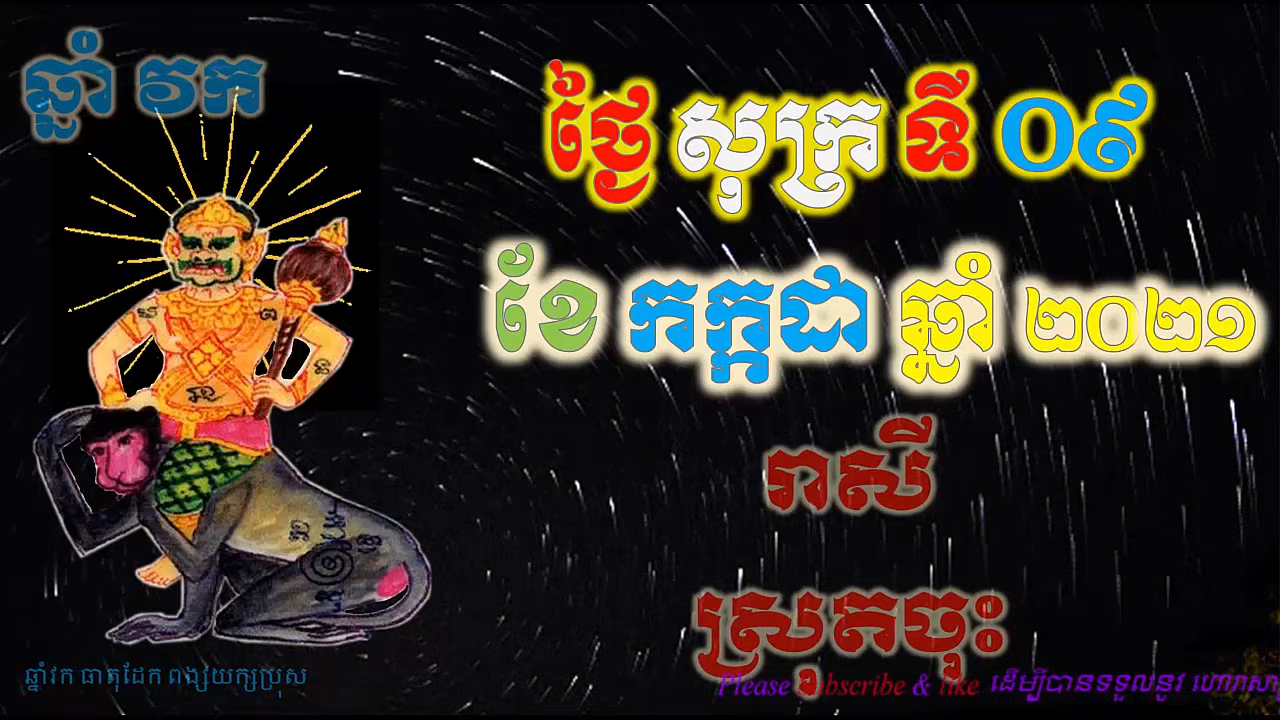 ឆ្នាំ វក
ថ្ងៃ សុក្រ ទី ០៩
ខែ កក្កដា ឆ្នាំ ២០២១
រាសី
ស្រុតចុះ
ឆ្នាំវក ធាតុដែក ពង្សយក្សប្រុស
Please subscribe & like ដើម្បីបានទទួលនូវ ហោរាសា